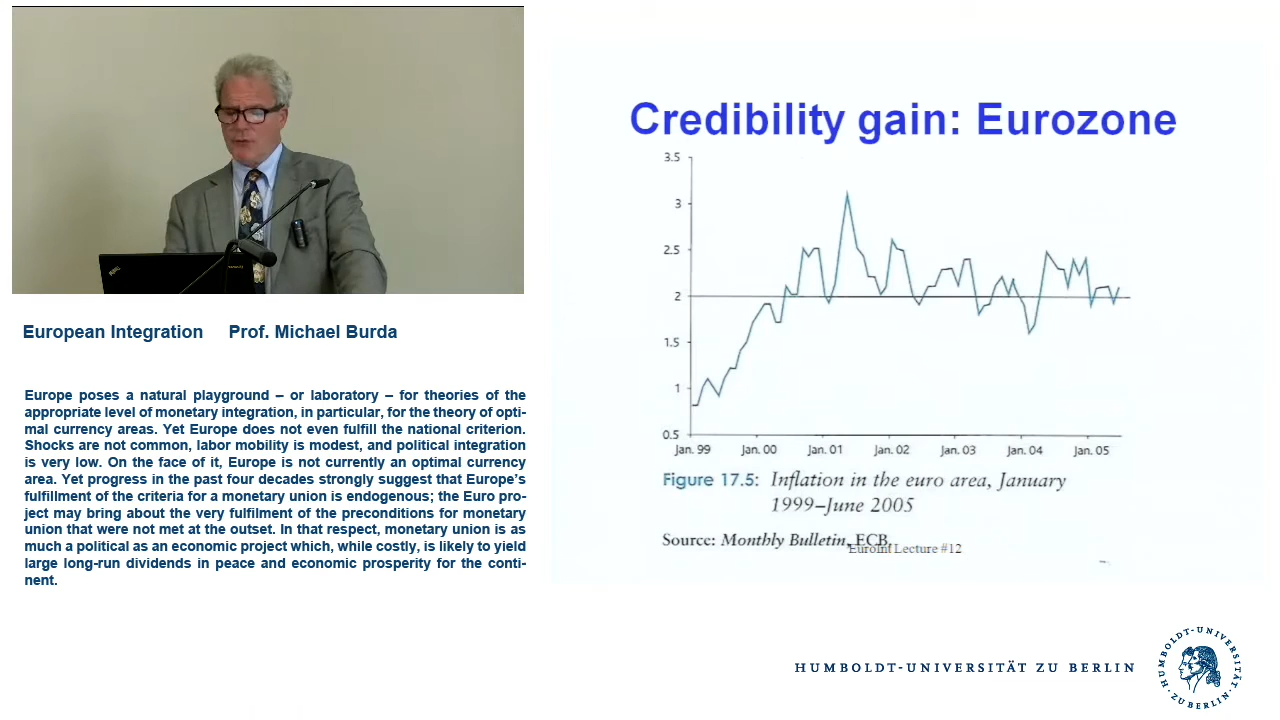 Credibility gain: Eurozone
3.5
3
2.5
2
1.5
1
0.5
Jan. 99 Jan. 00 Jan. 01 Jan. 02 Jan. 03 Jan. 04 Jan. 05
Figure 17.5: Inflation in the euro area, January
1999–June 2005
Source: Monthly Bulletin, ECB.
EuroInt Lecture #12
European Integration Prof. Michael Burda
Europe poses a natural playground – or laboratory – for theories of the
appropriate level of monetary integration, in particular, for the theory of opti-
mal currency areas. Yet Europe does not even fulfill the national criterion.
Shocks are not common, labor mobility is modest, and political integration
is very low. On the face of it, Europe is not currently an optimal currency
area. Yet progress in the past four decades strongly suggest that Europe's
fulfillment of the criteria for a monetary union is endogenous; the Euro pro-
ject may bring about the very fulfilment of the preconditions for monetary
union that were not met at the outset. In that respect, monetary union is as
much a political as an economic project which, while costly, is likely to yield
large long-run dividends in peace and economic prosperity for the conti-
nent.
HUMBOLDT-UNIVERSITÄT ZU BERLIN
HUMBOLDT-UNIVERSITÄT ZU BERLIN